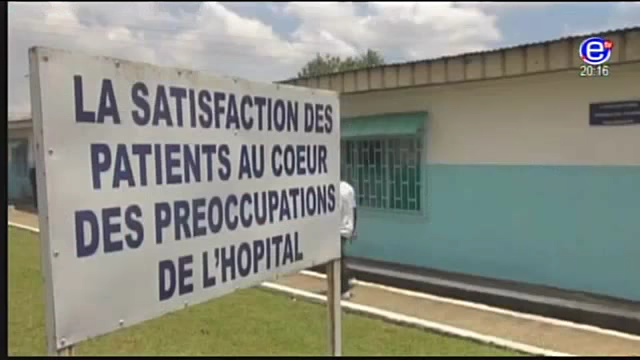 LA SATISFACTION DES
PATIENTS AU COEUR
DES PREOCCUPATIONS
DE L'HOPITAL
20:16